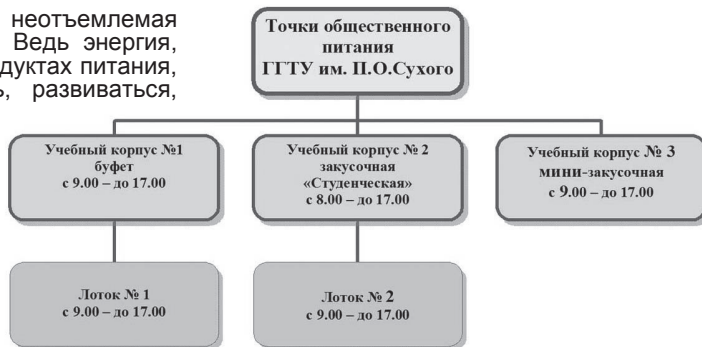 неотъемлемая
Ведь энергия,
дуктах питания,
развиваться,
Точки общественного
питания
ГГТУ им. П.О.Сухого
Учебный корпус №1
буфет
с 9.00 – до 17.00
Учебный корпус № 2
закусочная
«Студенческая»
с 8.00 – до 17.00
Учебный корпус № 3
мини-закусочная
с 9.00 – до 17.00
Лоток № 1
с 9.00 – до 17.00
Лоток № 2
с 9.00 – до 17.00